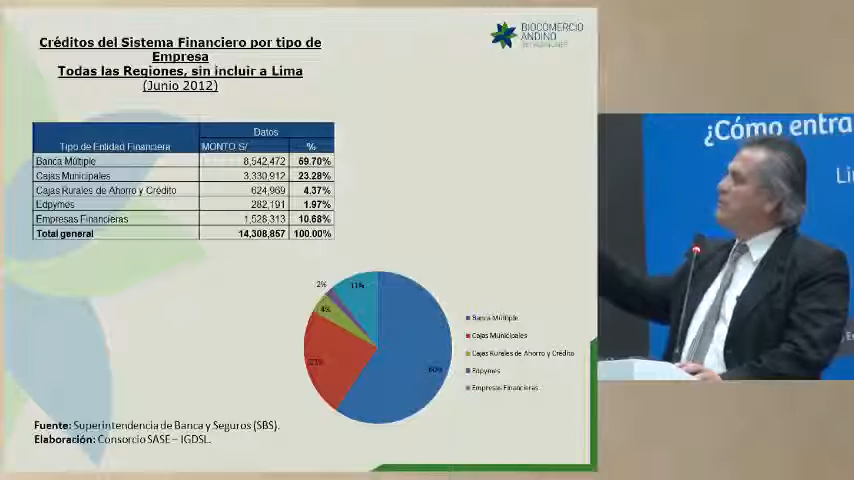 Créditos del Sistema Financiero por tipo de
Empresa
Todas las Regiones, sin incluir a Lima
(Junio 2012)
BIOCOMERCIO
ANDINO
Datos
Tipo de Entidad Financiera MONTO S/ %
Banca Múltiple 8,542,472 59.70%
Cajas Municipales 3,330,912 23.28%
Cajas Rurales de Ahorro y Crédito 624,969 4.37%
Edpymes 282,191 1.97%
Empresas Financieras 1,528,313 10.68%
Total general 14,308,857 100.00%
2%
11%
4%
23%
60%
Banca Múltiple
Cajas Municipales
Cajas Rurales de Ahorro y Crédito
Edpymes
Empresas Financieras
Fuente: Superintendencia de Banca y Seguros (SBS).
Elaboración: Consorcio SASE – IGDSL.
¿Cómo entra
Li